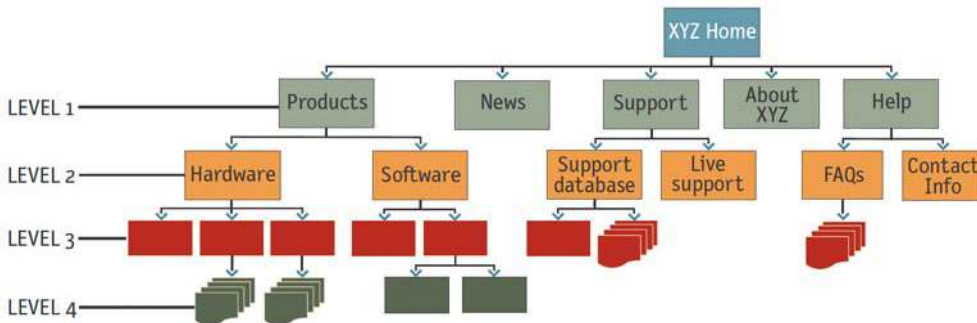 XYZ Home
LEVEL 1
Products
News
Support
About
XYZ
Help
LEVEL 2
Hardware
Software
Support
database
Live
support
FAQs
Contact
Info
LEVEL 3
LEVEL 4